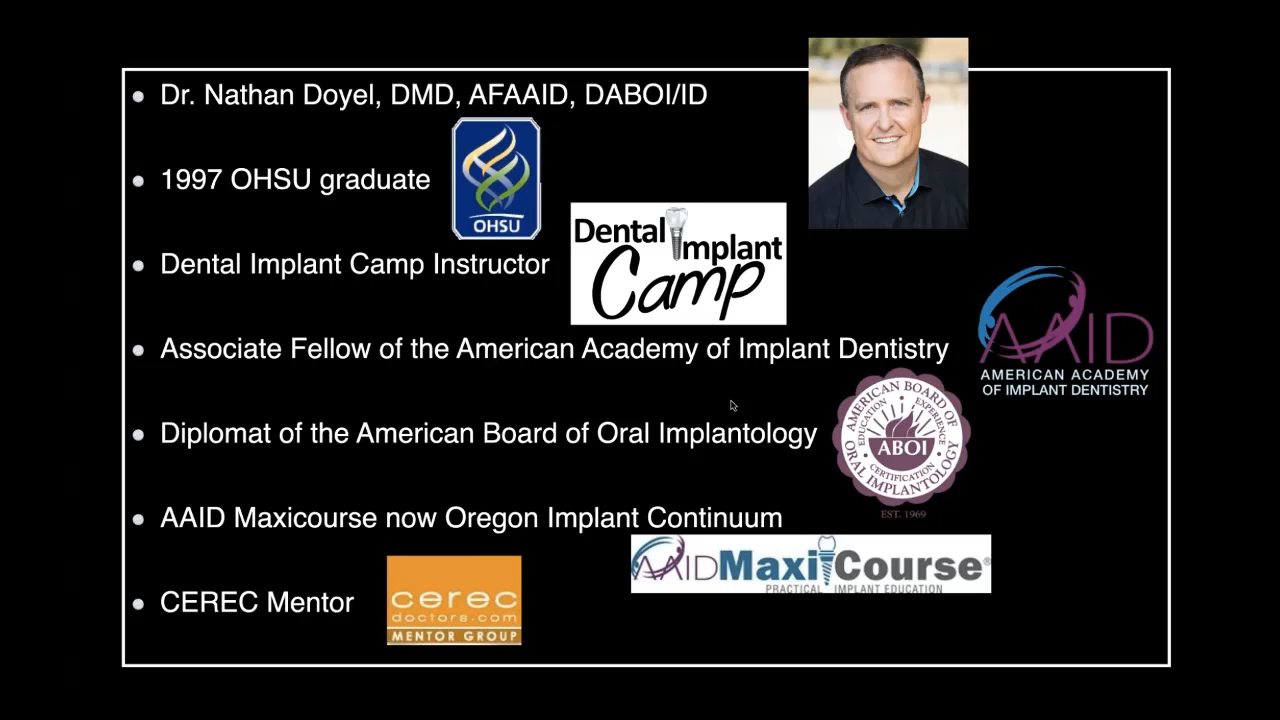 Dr. Nathan Doyel, DMD, AFAAID, DABOI/ID
1997 OHSU graduate
OHSU
Dental Implant Camp Instructor
Dental Implant
Camp
Associate Fellow of the American Academy of Implant Dentistry
AAID
AMERICAN ACADEMY
OF IMPLANT DENTISTRY
Diplomat of the American Board of Oral Implantology
AMERICAN BOARD OF
ORAL IMPLANTOLOGY
EDUCATION
EXPERIENCE
ABOI
CERTIFICATION
EST. 1969
AAID Maxicourse now Oregon Implant Continuum
AAID MaxiCourse®
PRACTICAL IMPLANT EDUCATION
CEREC Mentor
cerec
doctors.com
MENTOR GROUP